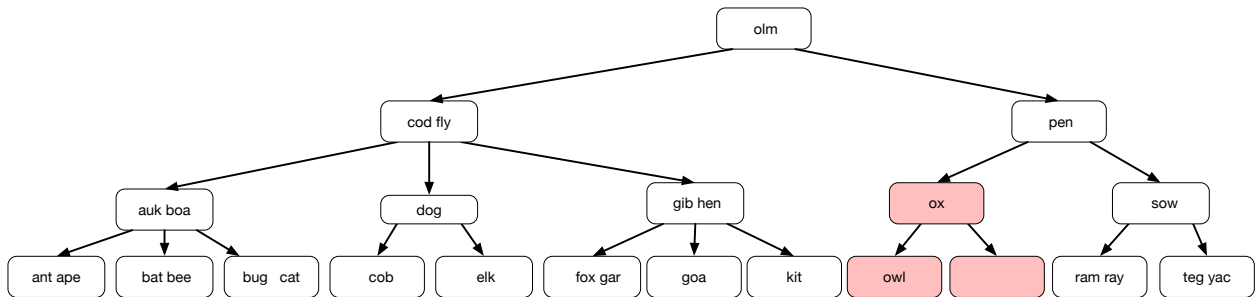 olm
cod fly
pen
auk boa
dog
gib hen
ox
sow
ant ape
bat bee
bug cat
cob
elk
fox gar
goa
kit
owl
ram ray
teg yac